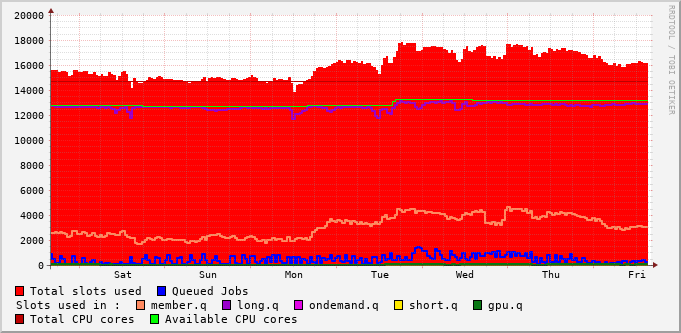 20000
18000
16000
14000
12000
10000
8000
6000
4000
2000
0
Sat Sun Mon Tue Wed Thu Fri
RRDTOOL / TOBI OETIKER
Total slots used Queued Jobs
Slots used in : member.q long.q ondemand.q short.q gpu.q
Total CPU cores Available CPU cores